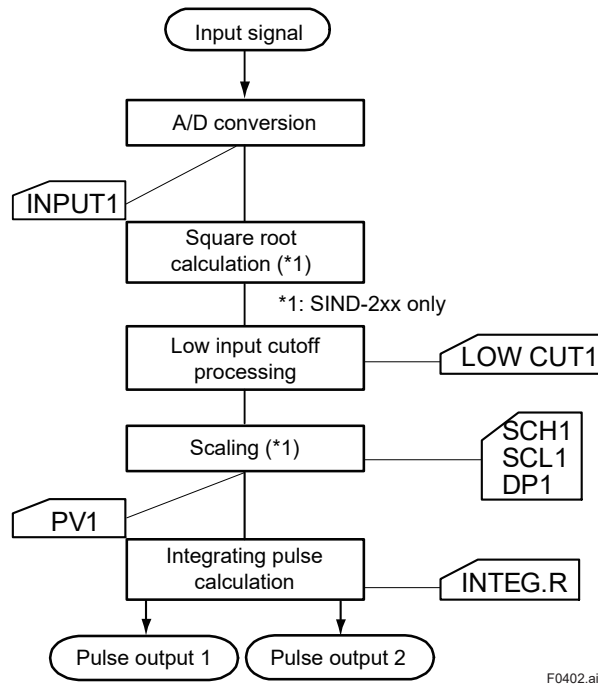 Input signal
A/D conversion
INPUT1
Square root
calculation (*1)
*1: SIND-2xx only
Low input cutoff
processing
LOW CUT1
Scaling (*1)
SCH1
SCL1
DP1
PV1
Integrating pulse
calculation
INTEG.R
Pulse output 1
Pulse output 2
F0402.ai